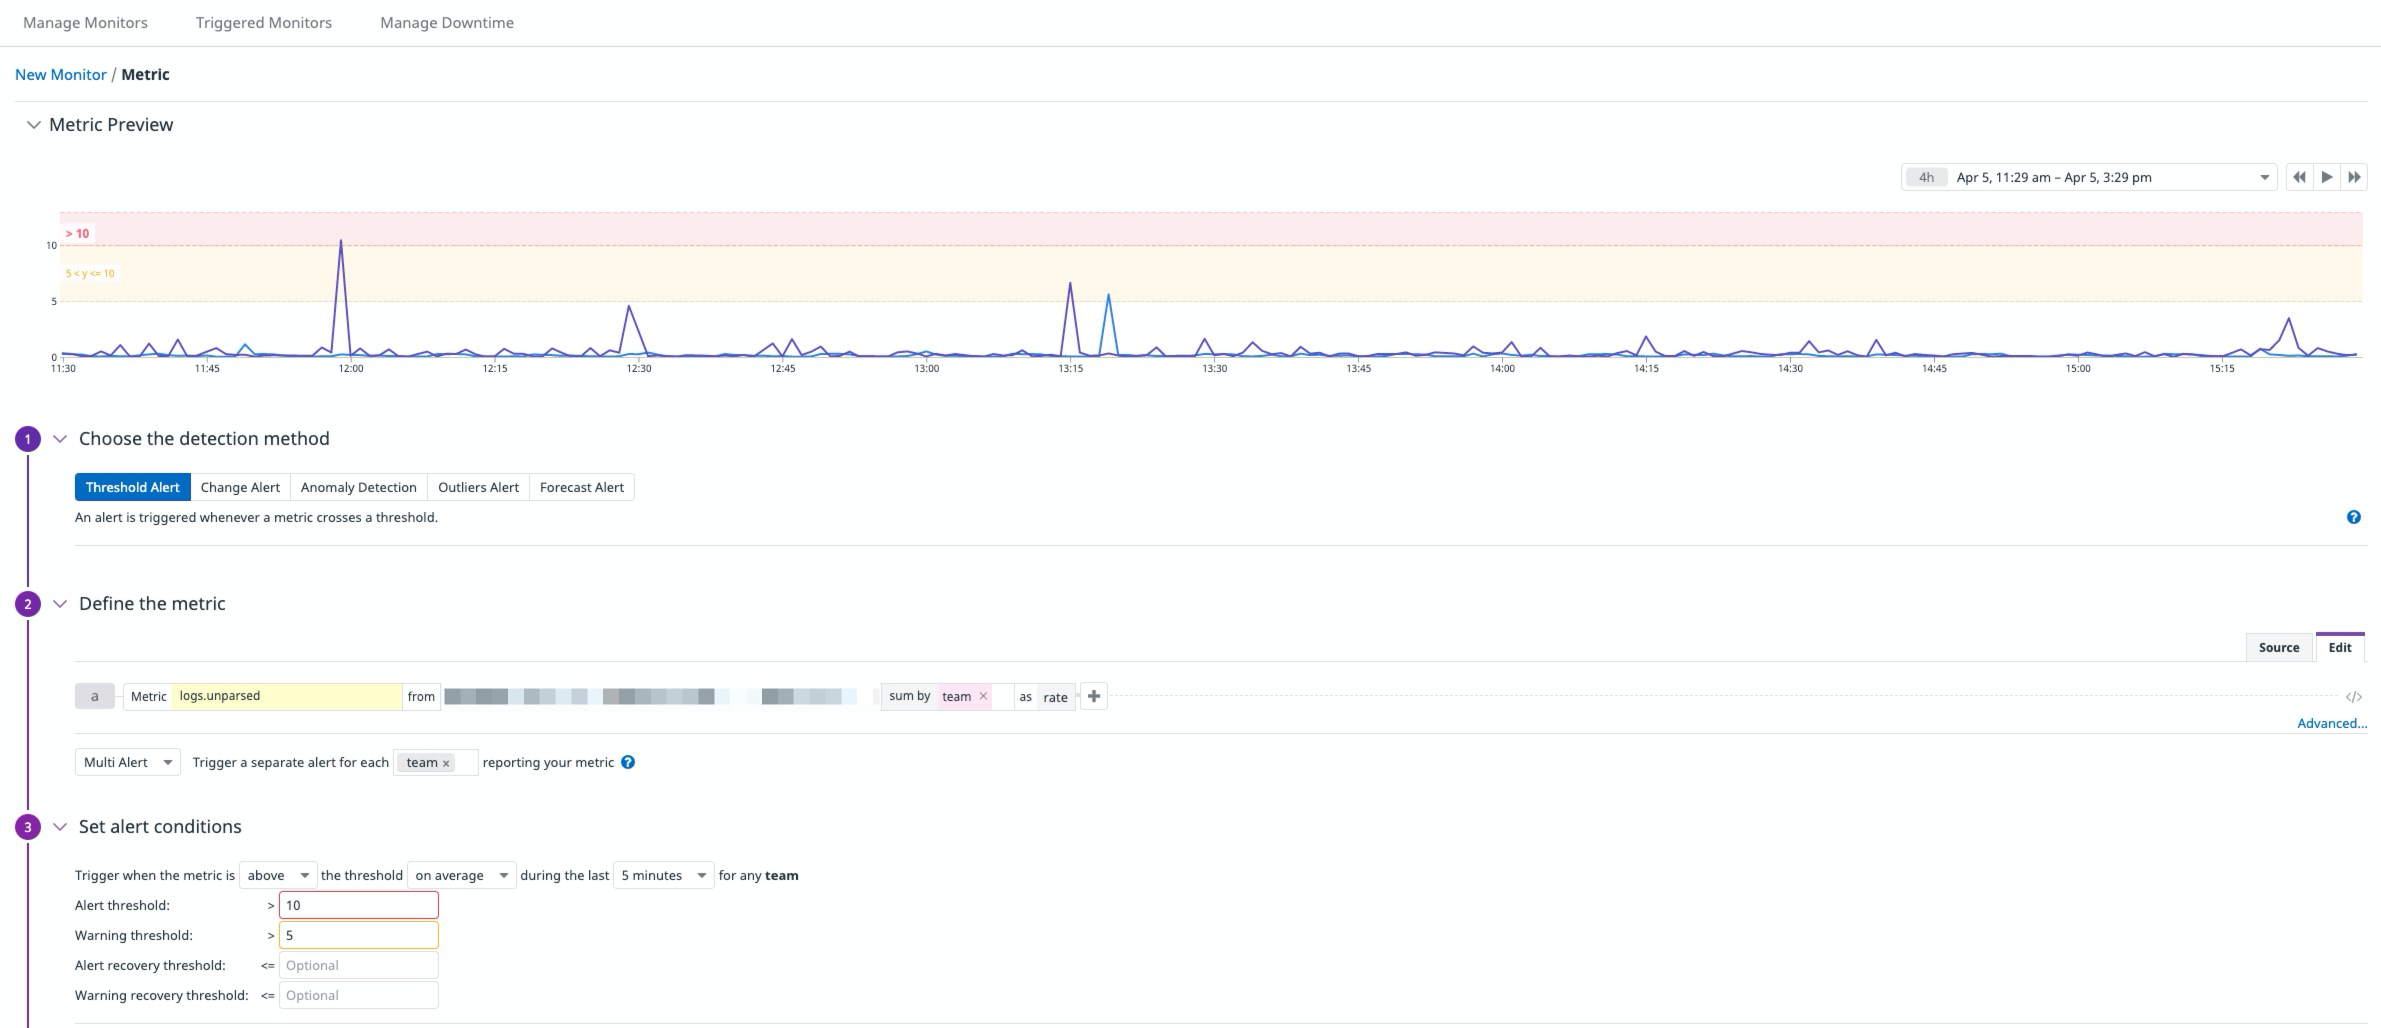 Manage Monitors Triggered Monitors Manage Downtime
New Monitor / Metric
Metric Preview
4h Apr 5, 11:29 am – Apr 5, 3:29 pm
> 10
10
5 < y <= 10
5
0
11:30 11:45 12:00 12:15 12:30 12:45 13:00 13:15 13:30 13:45 14:00 14:15 14:30 14:45 15:00 15:15
1 Choose the detection method
Threshold Alert Change Alert Anomaly Detection Outliers Alert Forecast Alert
An alert is triggered whenever a metric crosses a threshold. ?
2 Define the metric
Source Edit
a Metric logs.unparsed from sum by team × as rate + </>
Advanced...
Multi Alert Trigger a separate alert for each team × reporting your metric ?
3 Set alert conditions
Trigger when the metric is above the threshold on average during the last 5 minutes for any team
Alert threshold: > 10
Warning threshold: > 5
Alert recovery threshold: <= Optional
Warning recovery threshold: <= Optional